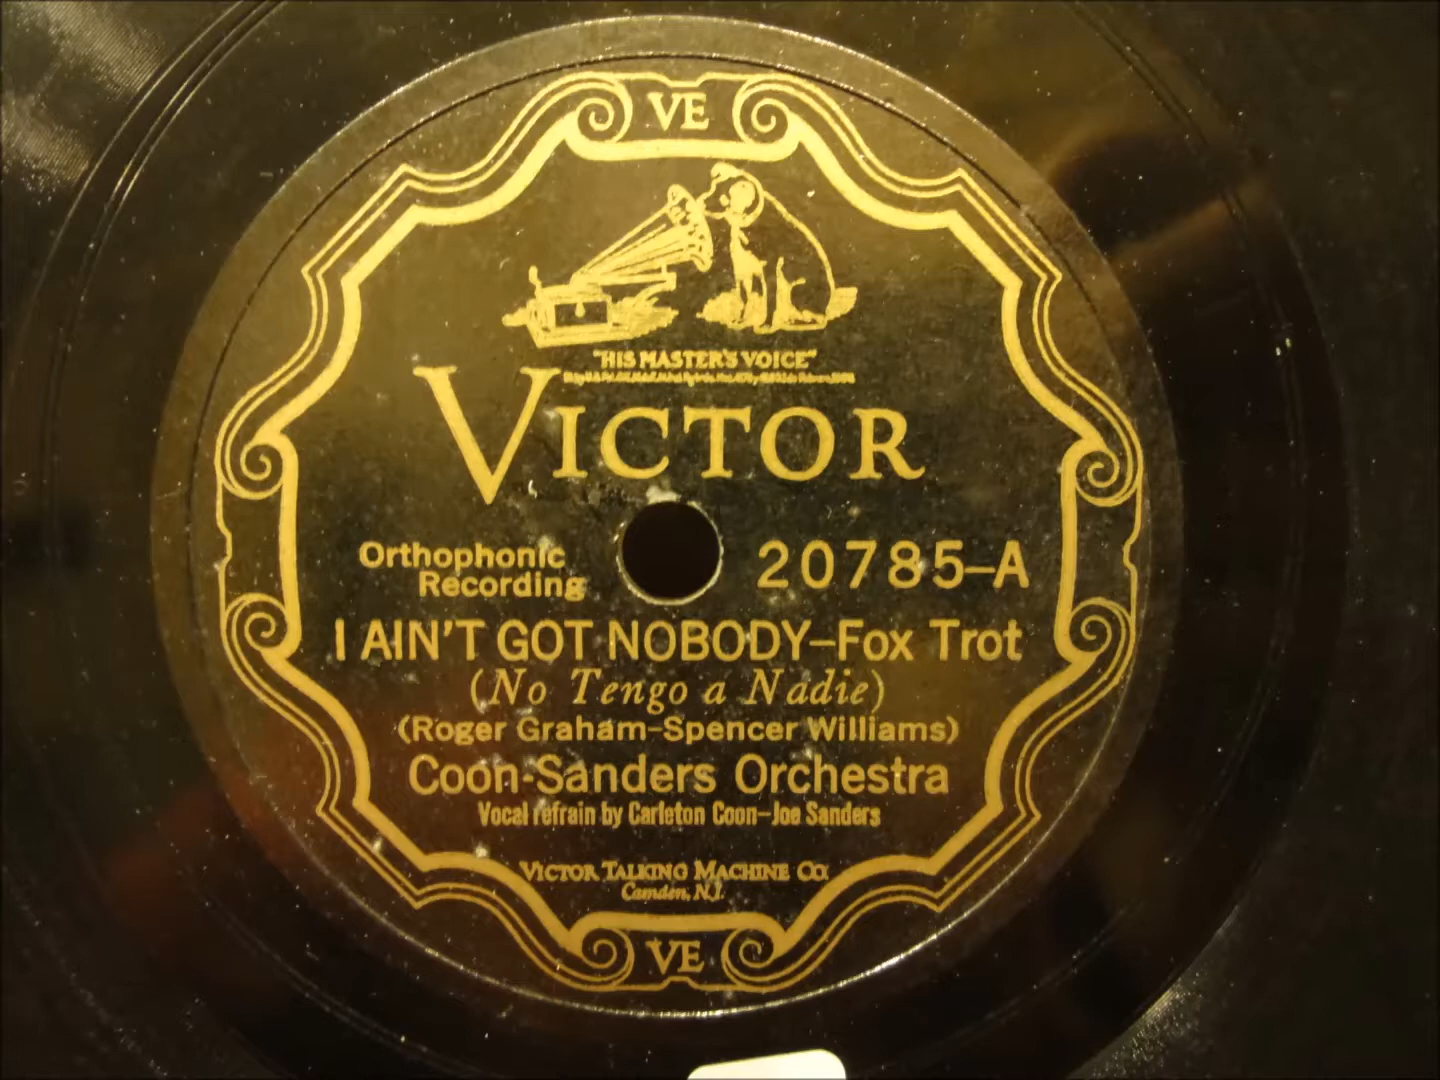 VE
"HIS MASTER'S VOICE"
VICTOR
Orthophonic
Recording
20785-A
I AIN'T GOT NOBODY-Fox Trot
(No Tengo a Nadie)
(Roger Graham-Spencer Williams)
Coon-Sanders Orchestra
Vocal refrain by Carleton Coon-Joe Sanders
VICTOR TALKING MACHINE CO.
Camden, N.J.
VE